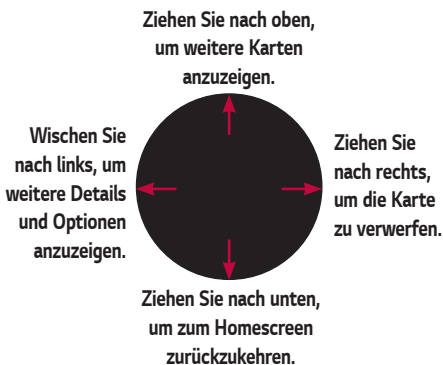 Ziehen Sie nach oben,
um weitere Karten
anzuzeigen.
Wischen Sie
nach links, um
weitere Details
und Optionen
anzuzeigen.
Ziehen Sie
nach rechts,
um die Karte
zu verwerfen.
Ziehen Sie nach unten,
um zum Homescreen
zurückzukehren.